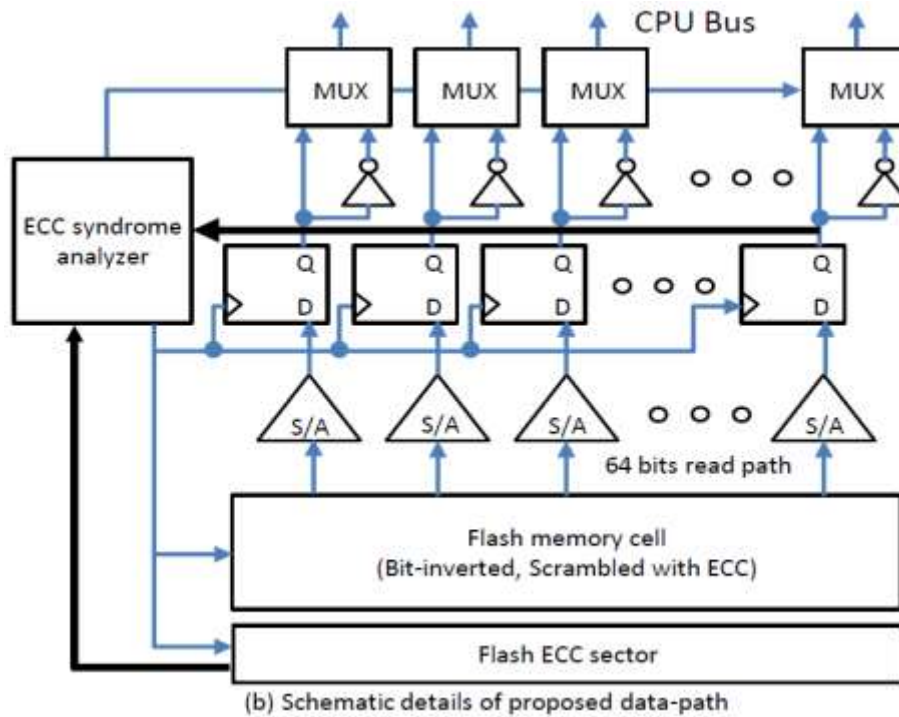 CPU Bus
MUX MUX MUX MUX
ECC syndrome
analyzer
Q Q Q Q
D D D D
S/A S/A S/A S/A
64 bits read path
Flash memory cell
(Bit-inverted, Scrambled with ECC)
Flash ECC sector
(b) Schematic details of proposed data-path